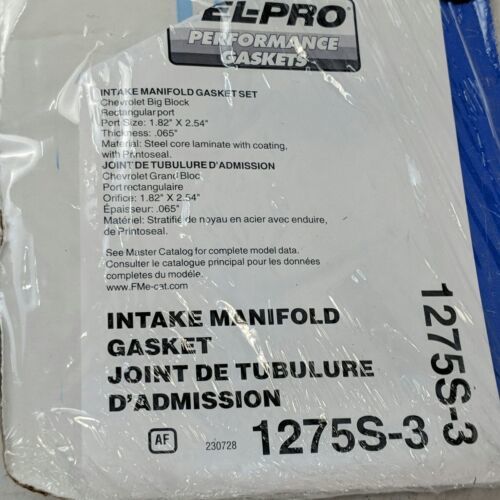 EL-PRO
PERFORMANCE
GASKETS
INTAKE MANIFOLD GASKET SET
Chevrolet Big Block
Rectangular port
Port Size: 1.82" X 2.54"
Thickness: .065"
Material: Steel core laminate with coating,
with Printoseal.
JOINT DE TUBULURE D'ADMISSION
Chevrolet Grand Bloc
Port rectangulaire
Orifice: 1.82" X 2.54"
Épaisseur: .065"
Matériel: Stratifié de noyau en acier avec enduire,
de Printoseal.
See Master Catalog for complete model data.
Consulter le catalogue principal pour les données
completes du modéle.
www.FMe-cat.com
INTAKE MANIFOLD
GASKET
JOINT DE TUBULURE
D'ADMISSION
AF
230728
1275S-3
1275S-3